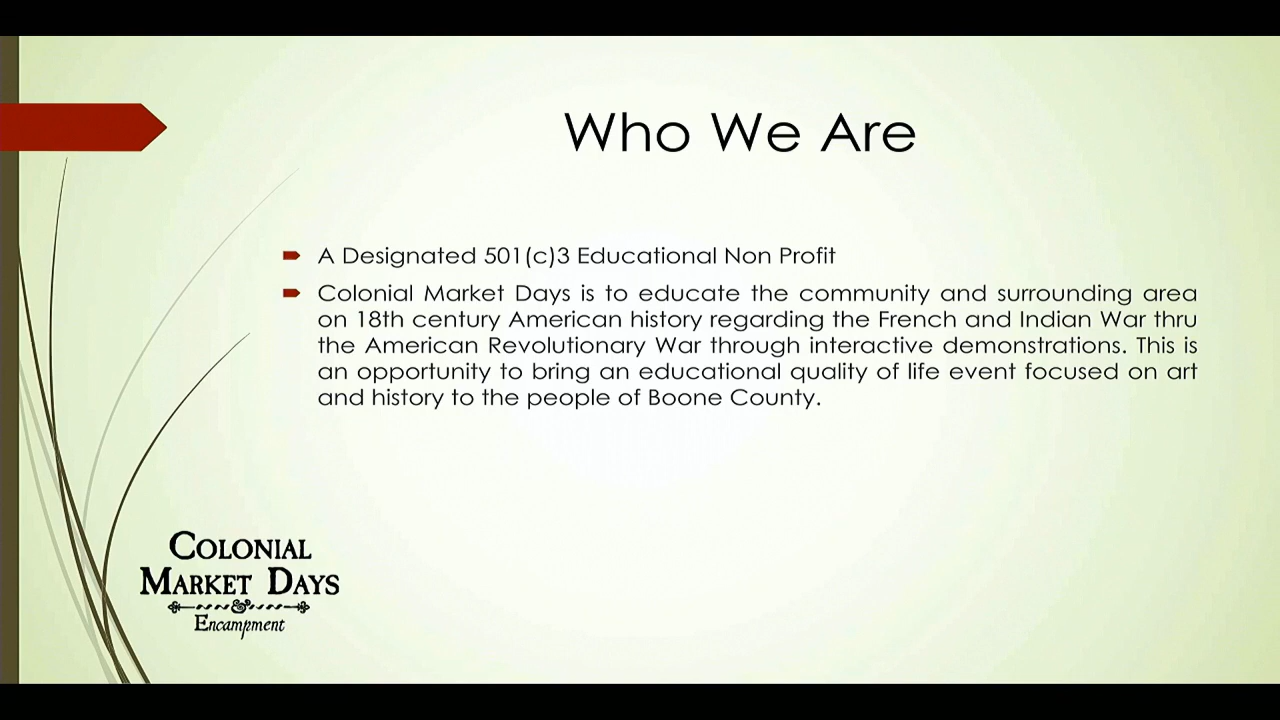 Who We Are
A Designated 501(c)3 Educational Non Profit
Colonial Market Days is to educate the community and surrounding area
on 18th century American history regarding the French and Indian War thru
the American Revolutionary War through interactive demonstrations. This is
an opportunity to bring an educational quality of life event focused on art
and history to the people of Boone County.
COLONIAL
MARKET DAYS
&
Encampment